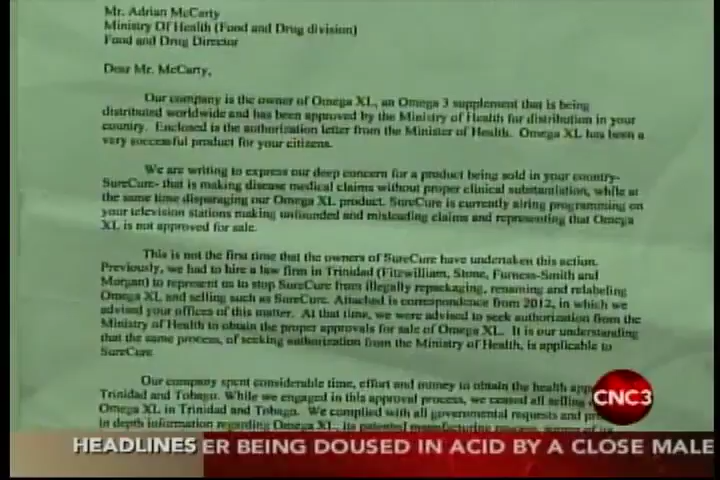 Mr. Adrian McCarty
Ministry Of Health (Food and Drug division)
Food and Drug Director
Dear Mr. McCarty,
Our company is the owner of Omega XL, an Omega 3 supplement that is being
distributed worldwide and has been approved by the Ministry of Health for distribution in your
country. Enclosed is the authorization letter from the Minister of Health. Omega XL has been a
very successful product for your citizens.
We are writing to express our deep concern for a product being sold in your country-
SureCure- that is making disease medical claims without proper clinical substantiation, while at
the same time disparaging our Omega XL product. SureCure is currently airing programming on
your television stations making unfounded and misleading claims and representing that Omega
XL is not approved for sale.
This is not the first time that the owners of SureCure have undertaken this action.
Previously, we had to hire a law firm in Trinidad (Fitzwilliam, Stone, Furness-Smith and
Morgan) to represent us to stop SureCure from illegally repackaging, renaming and relabeling
Omega XL and selling such as SureCure. Attached is correspondence from 2012, in which we
advised your offices of this matter. At that time, we were advised to seek authorization from the
Ministry of Health to obtain the proper approvals for sale of Omega XL. It is our understanding
that the same process, of seeking authorization from the Ministry of Health, is applicable to
SureCure.
Our company spent considerable time, effort and money to obtain the health app
Trinidad and Tobago. While we engaged in this approval process, we ceased all selling
Omega XL in Trinidad and Tobago. We complied with all governmental requests and pr
in depth information regarding Omega XL, its patented manufacturing process,
CNC3
HEADLINES ER BEING DOUSED IN ACID BY A CLOSE MALE